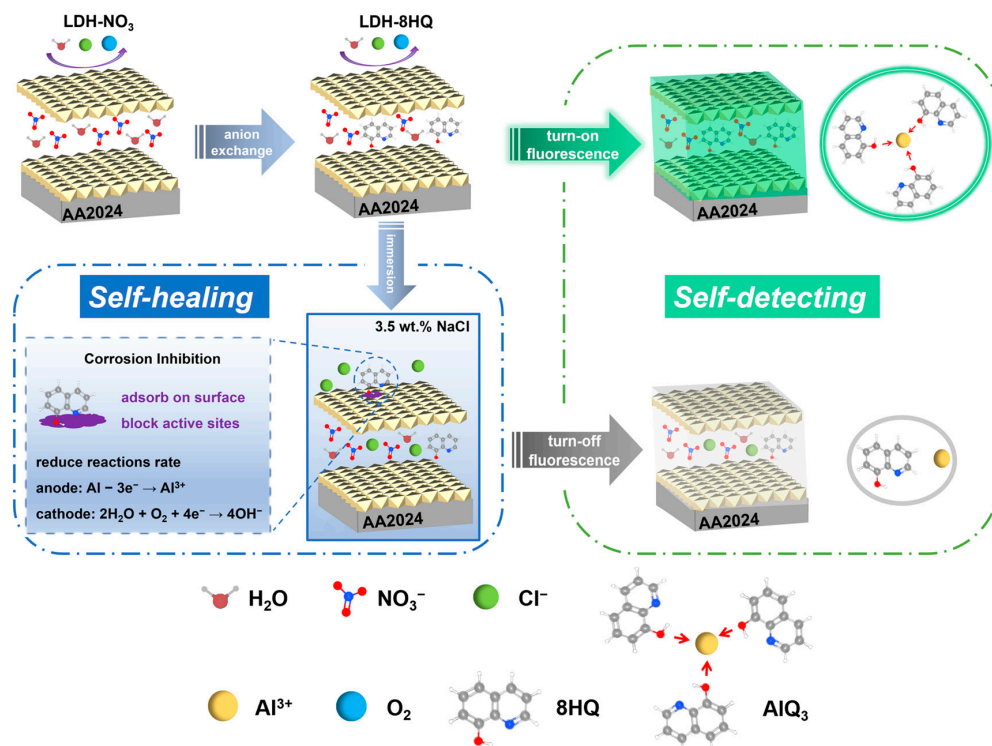 LDH-NO₃
LDH-8HQ
anion
exchange
turn-on
fluorescence
AA2024
AA2024
AA2024
immersion
Self-healing
Self-detecting
3.5 wt.% NaCl
Corrosion Inhibition
adsorb on surface
block active sites
reduce reactions rate
anode: Al − 3e⁻ → Al³⁺
cathode: 2H₂O + O₂ + 4e⁻ → 4OH⁻
AA2024
turn-off
fluorescence
AA2024
H₂O
NO₃⁻
Cl⁻
Al³⁺
O₂
8HQ
AlQ₃